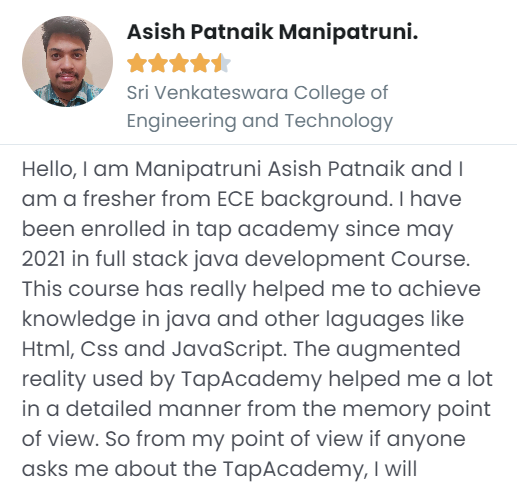 Asish Patnaik Manipatruni.
Sri Venkateswara College of
Engineering and Technology
Hello, I am Manipatruni Asish Patnaik and I
am a fresher from ECE background. I have
been enrolled in tap academy since may
2021 in full stack java development Course.
This course has really helped me to achieve
knowledge in java and other laguages like
Html, Css and JavaScript. The augmented
reality used by TapAcademy helped me a lot
in a detailed manner from the memory point
of view. So from my point of view if anyone
asks me about the TapAcademy, I will